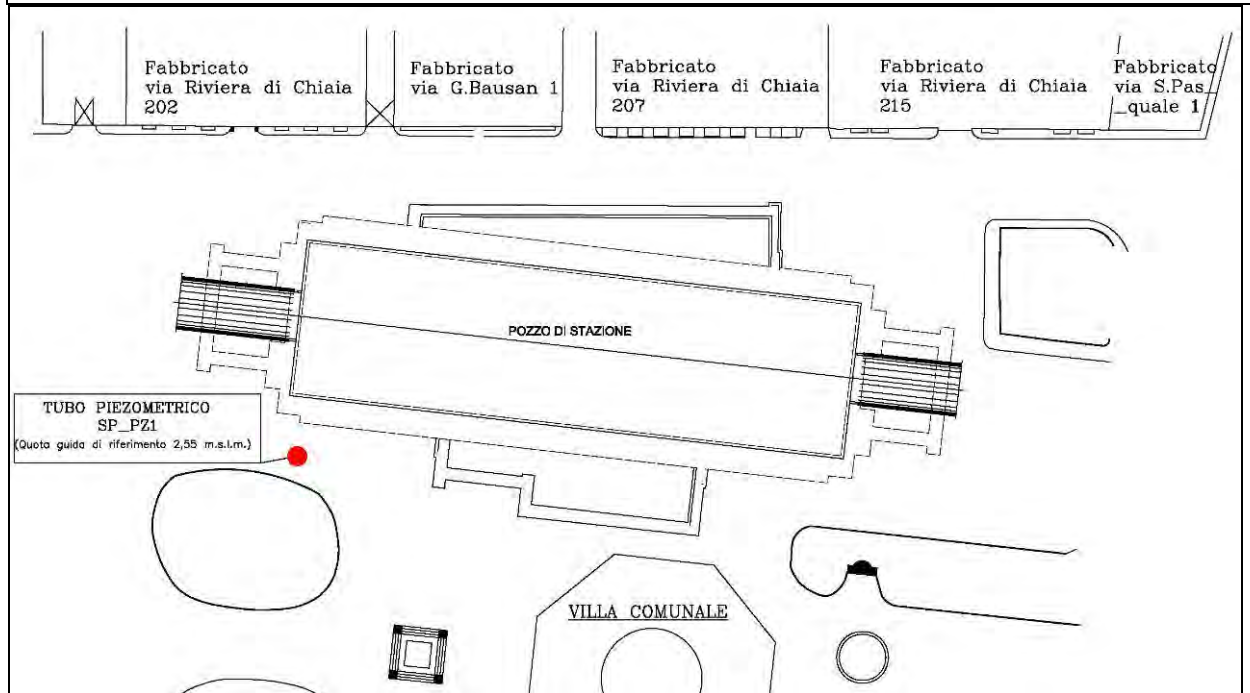 Fabbricato
via Riviera di Chiaia
202
Fabbricato
via G.Bausan 1
Fabbricato
via Riviera di Chiaia
207
Fabbricato
via Riviera di Chiaia
215
Fabbricato
via S.Pas_
_quale 1
POZZO DI STAZIONE
TUBO PIEZOMETRICO
SP_PZ1
(Quota guida di riferimento 2,55 m.s.l.m.)
VILLA COMUNALE